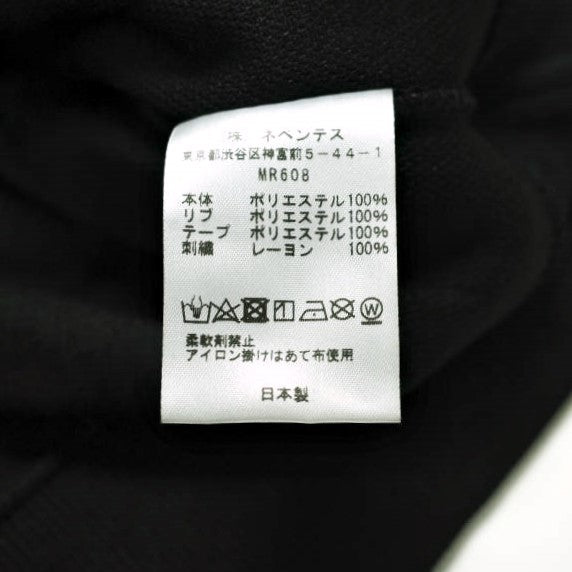 ㈱ ネペンテス
東京都渋谷区神宮前5-44-1
MR608
本体 ポリエステル100%
リブ ポリエステル100%
テープ ポリエステル100%
刺繍 レーヨン 100%
W
柔軟剤禁止
アイロン掛けはあて布使用
日本製